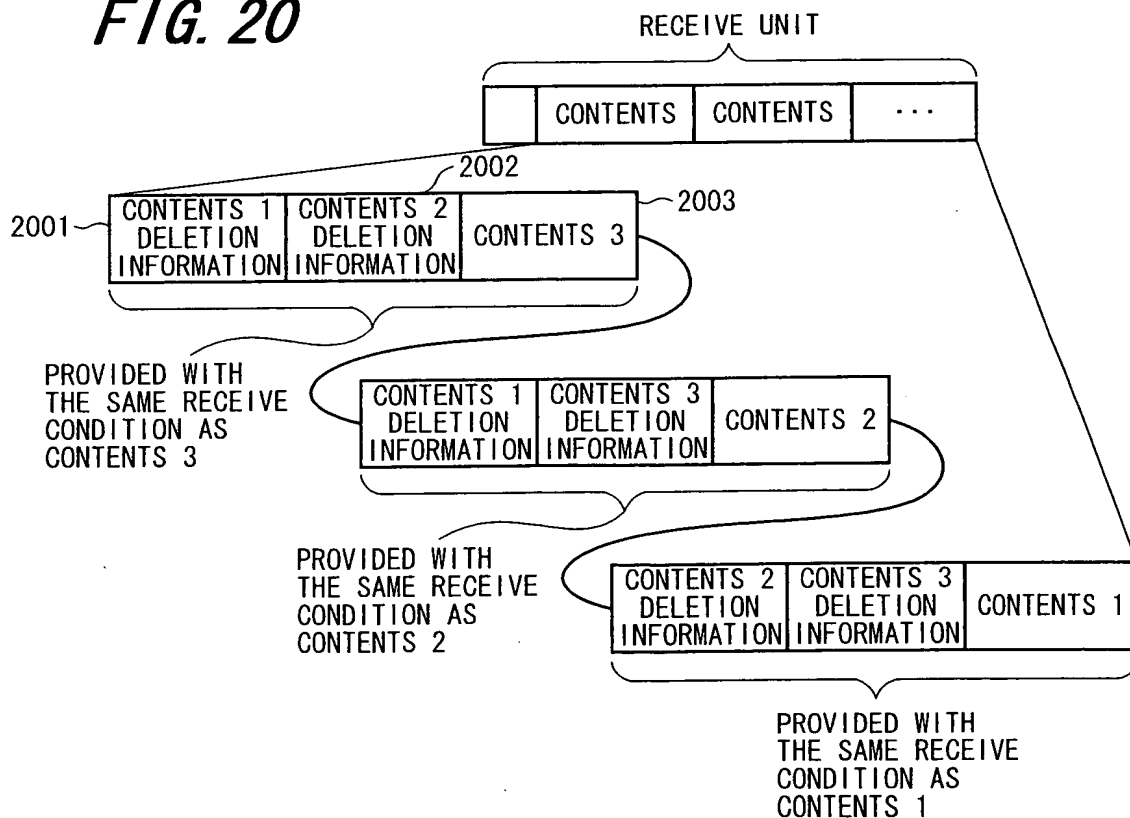 FIG. 20
RECEIVE UNIT
CONTENTS CONTENTS ...
2002
2001 2003
CONTENTS 1
DELETION
INFORMATION
CONTENTS 2
DELETION
INFORMATION
CONTENTS 3
PROVIDED WITH
THE SAME RECEIVE
CONDITION AS
CONTENTS 3
CONTENTS 1
DELETION
INFORMATION
CONTENTS 3
DELETION
INFORMATION
CONTENTS 2
PROVIDED WITH
THE SAME RECEIVE
CONDITION AS
CONTENTS 2
CONTENTS 2
DELETION
INFORMATION
CONTENTS 3
DELETION
INFORMATION
CONTENTS 1
PROVIDED WITH
THE SAME RECEIVE
CONDITION AS
CONTENTS 1